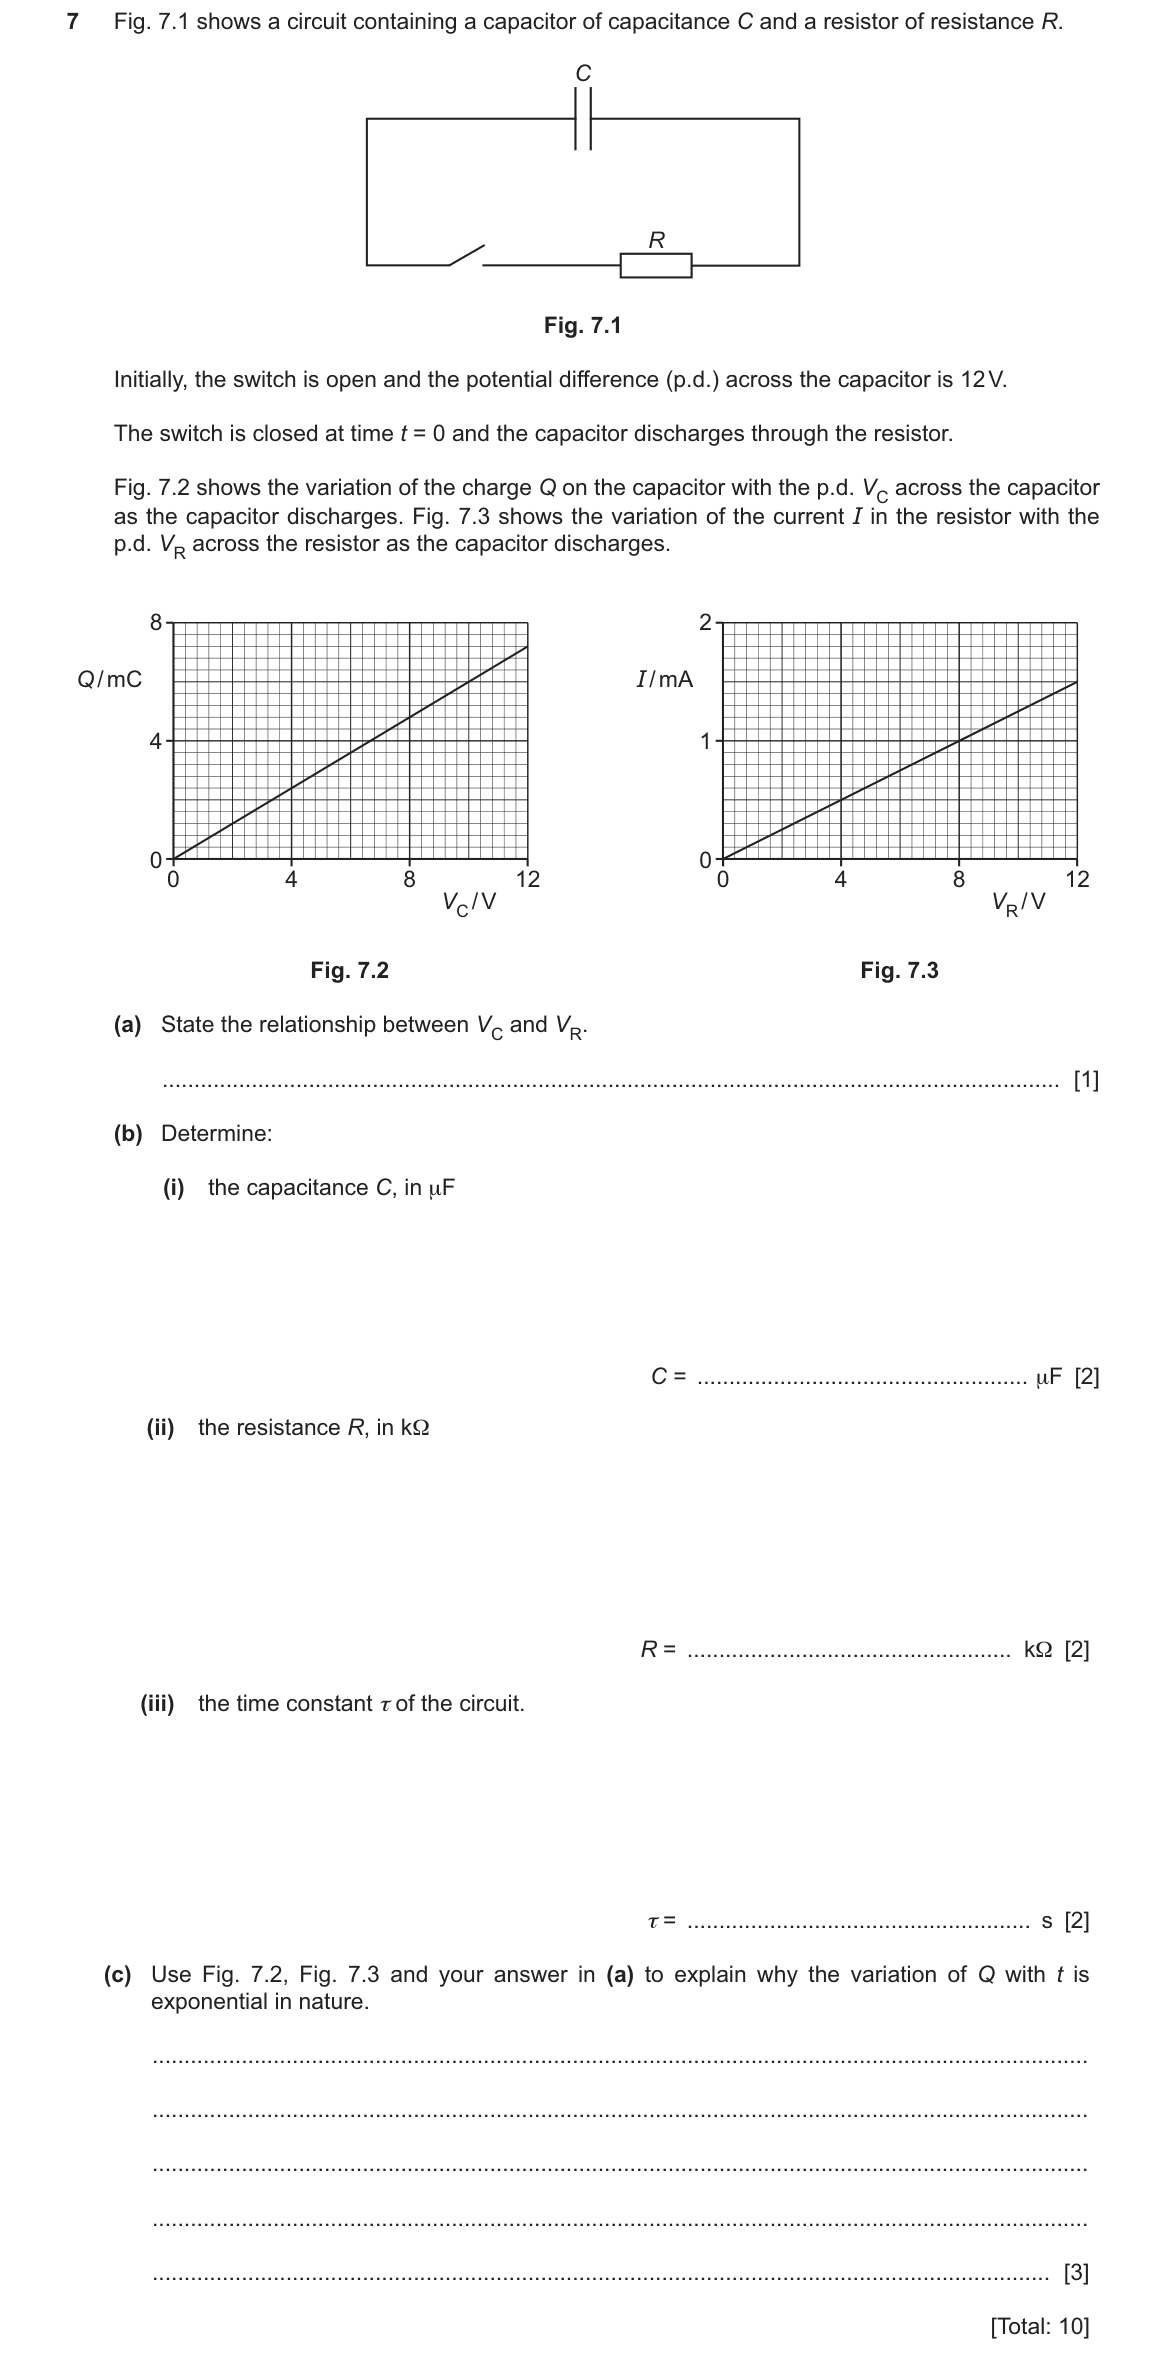 7 Fig. 7.1 shows a circuit containing a capacitor of capacitance C and a resistor of resistance R.
C
R
Fig. 7.1
Initially, the switch is open and the potential difference (p.d.) across the capacitor is 12 V.
The switch is closed at time t = 0 and the capacitor discharges through the resistor.
Fig. 7.2 shows the variation of the charge Q on the capacitor with the p.d. V_C across the capacitor
as the capacitor discharges. Fig. 7.3 shows the variation of the current I in the resistor with the
p.d. V_R across the resistor as the capacitor discharges.
8
Q / mC
4
0
0 4 8 12
V_C / V
Fig. 7.2
2
I / mA
1
0
0 4 8 12
V_R / V
Fig. 7.3
(a) State the relationship between V_C and V_R.
.......... [1]
(b) Determine:
(i) the capacitance C, in μF
C = .......... μF [2]
(ii) the resistance R, in kΩ
R = .......... kΩ [2]
(iii) the time constant τ of the circuit.
τ = .......... s [2]
(c) Use Fig. 7.2, Fig. 7.3 and your answer in (a) to explain why the variation of Q with t is
exponential in nature.
..........
..........
..........
..........
.......... [3]
[Total: 10]